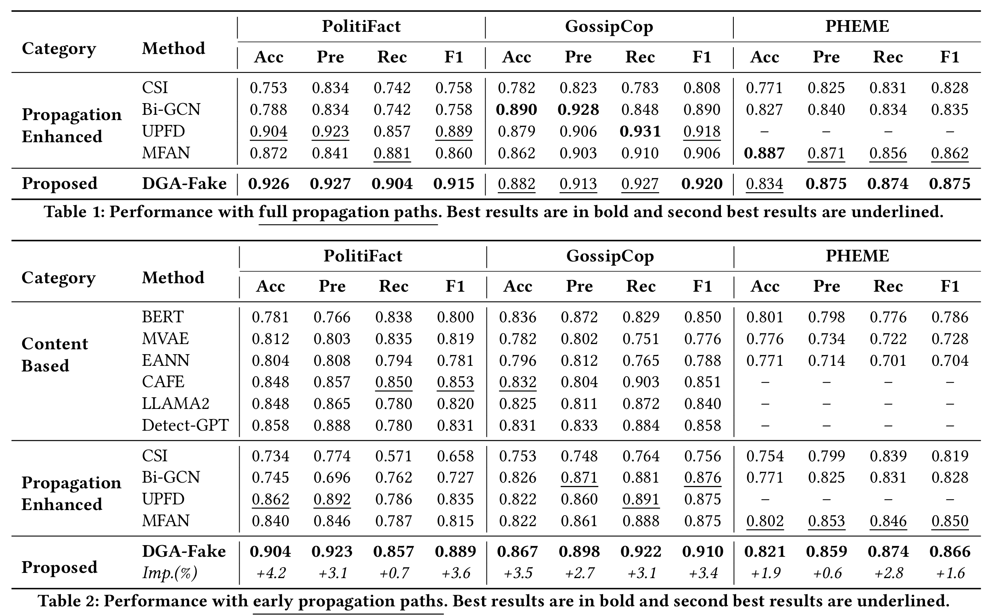 PolitiFact GossipCop PHEME
Category Method
Acc Pre Rec F1 Acc Pre Rec F1 Acc Pre Rec F1
CSI 0.753 0.834 0.742 0.758 0.782 0.823 0.783 0.808 0.771 0.825 0.831 0.828
Propagation Enhanced
Bi-GCN 0.788 0.834 0.742 0.758 0.890 0.928 0.848 0.890 0.827 0.840 0.834 0.835
UPFD 0.904 0.923 0.857 0.889 0.879 0.906 0.931 0.918 – – – –
MFAN 0.872 0.841 0.881 0.860 0.862 0.903 0.910 0.906 0.887 0.871 0.856 0.862
Proposed DGA-Fake 0.926 0.927 0.904 0.915 0.882 0.913 0.927 0.920 0.834 0.875 0.874 0.875
Table 1: Performance with full propagation paths. Best results are in bold and second best results are underlined.
PolitiFact GossipCop PHEME
Category Method
Acc Pre Rec F1 Acc Pre Rec F1 Acc Pre Rec F1
BERT 0.781 0.766 0.838 0.800 0.836 0.872 0.829 0.850 0.801 0.798 0.776 0.786
Content Based
MVAE 0.812 0.803 0.835 0.819 0.782 0.802 0.751 0.776 0.776 0.734 0.722 0.728
EANN 0.804 0.808 0.794 0.781 0.796 0.812 0.765 0.788 0.771 0.714 0.701 0.704
CAFE 0.848 0.857 0.850 0.853 0.832 0.804 0.903 0.851 – – – –
LLAMA2 0.848 0.865 0.780 0.820 0.825 0.811 0.872 0.840 – – – –
Detect-GPT 0.858 0.888 0.780 0.831 0.831 0.833 0.884 0.858 – – – –
CSI 0.734 0.774 0.571 0.658 0.753 0.748 0.764 0.756 0.754 0.799 0.839 0.819
Propagation Enhanced
Bi-GCN 0.745 0.696 0.762 0.727 0.826 0.871 0.881 0.876 0.771 0.825 0.831 0.828
UPFD 0.862 0.892 0.786 0.835 0.822 0.860 0.891 0.875 – – – –
MFAN 0.840 0.846 0.787 0.815 0.822 0.861 0.888 0.875 0.802 0.853 0.846 0.850
Proposed
DGA-Fake 0.904 0.923 0.857 0.889 0.867 0.898 0.922 0.910 0.821 0.859 0.874 0.866
Imp.(%) +4.2 +3.1 +0.7 +3.6 +3.5 +2.7 +3.1 +3.4 +1.9 +0.6 +2.8 +1.6
Table 2: Performance with early propagation paths. Best results are in bold and second best results are underlined.